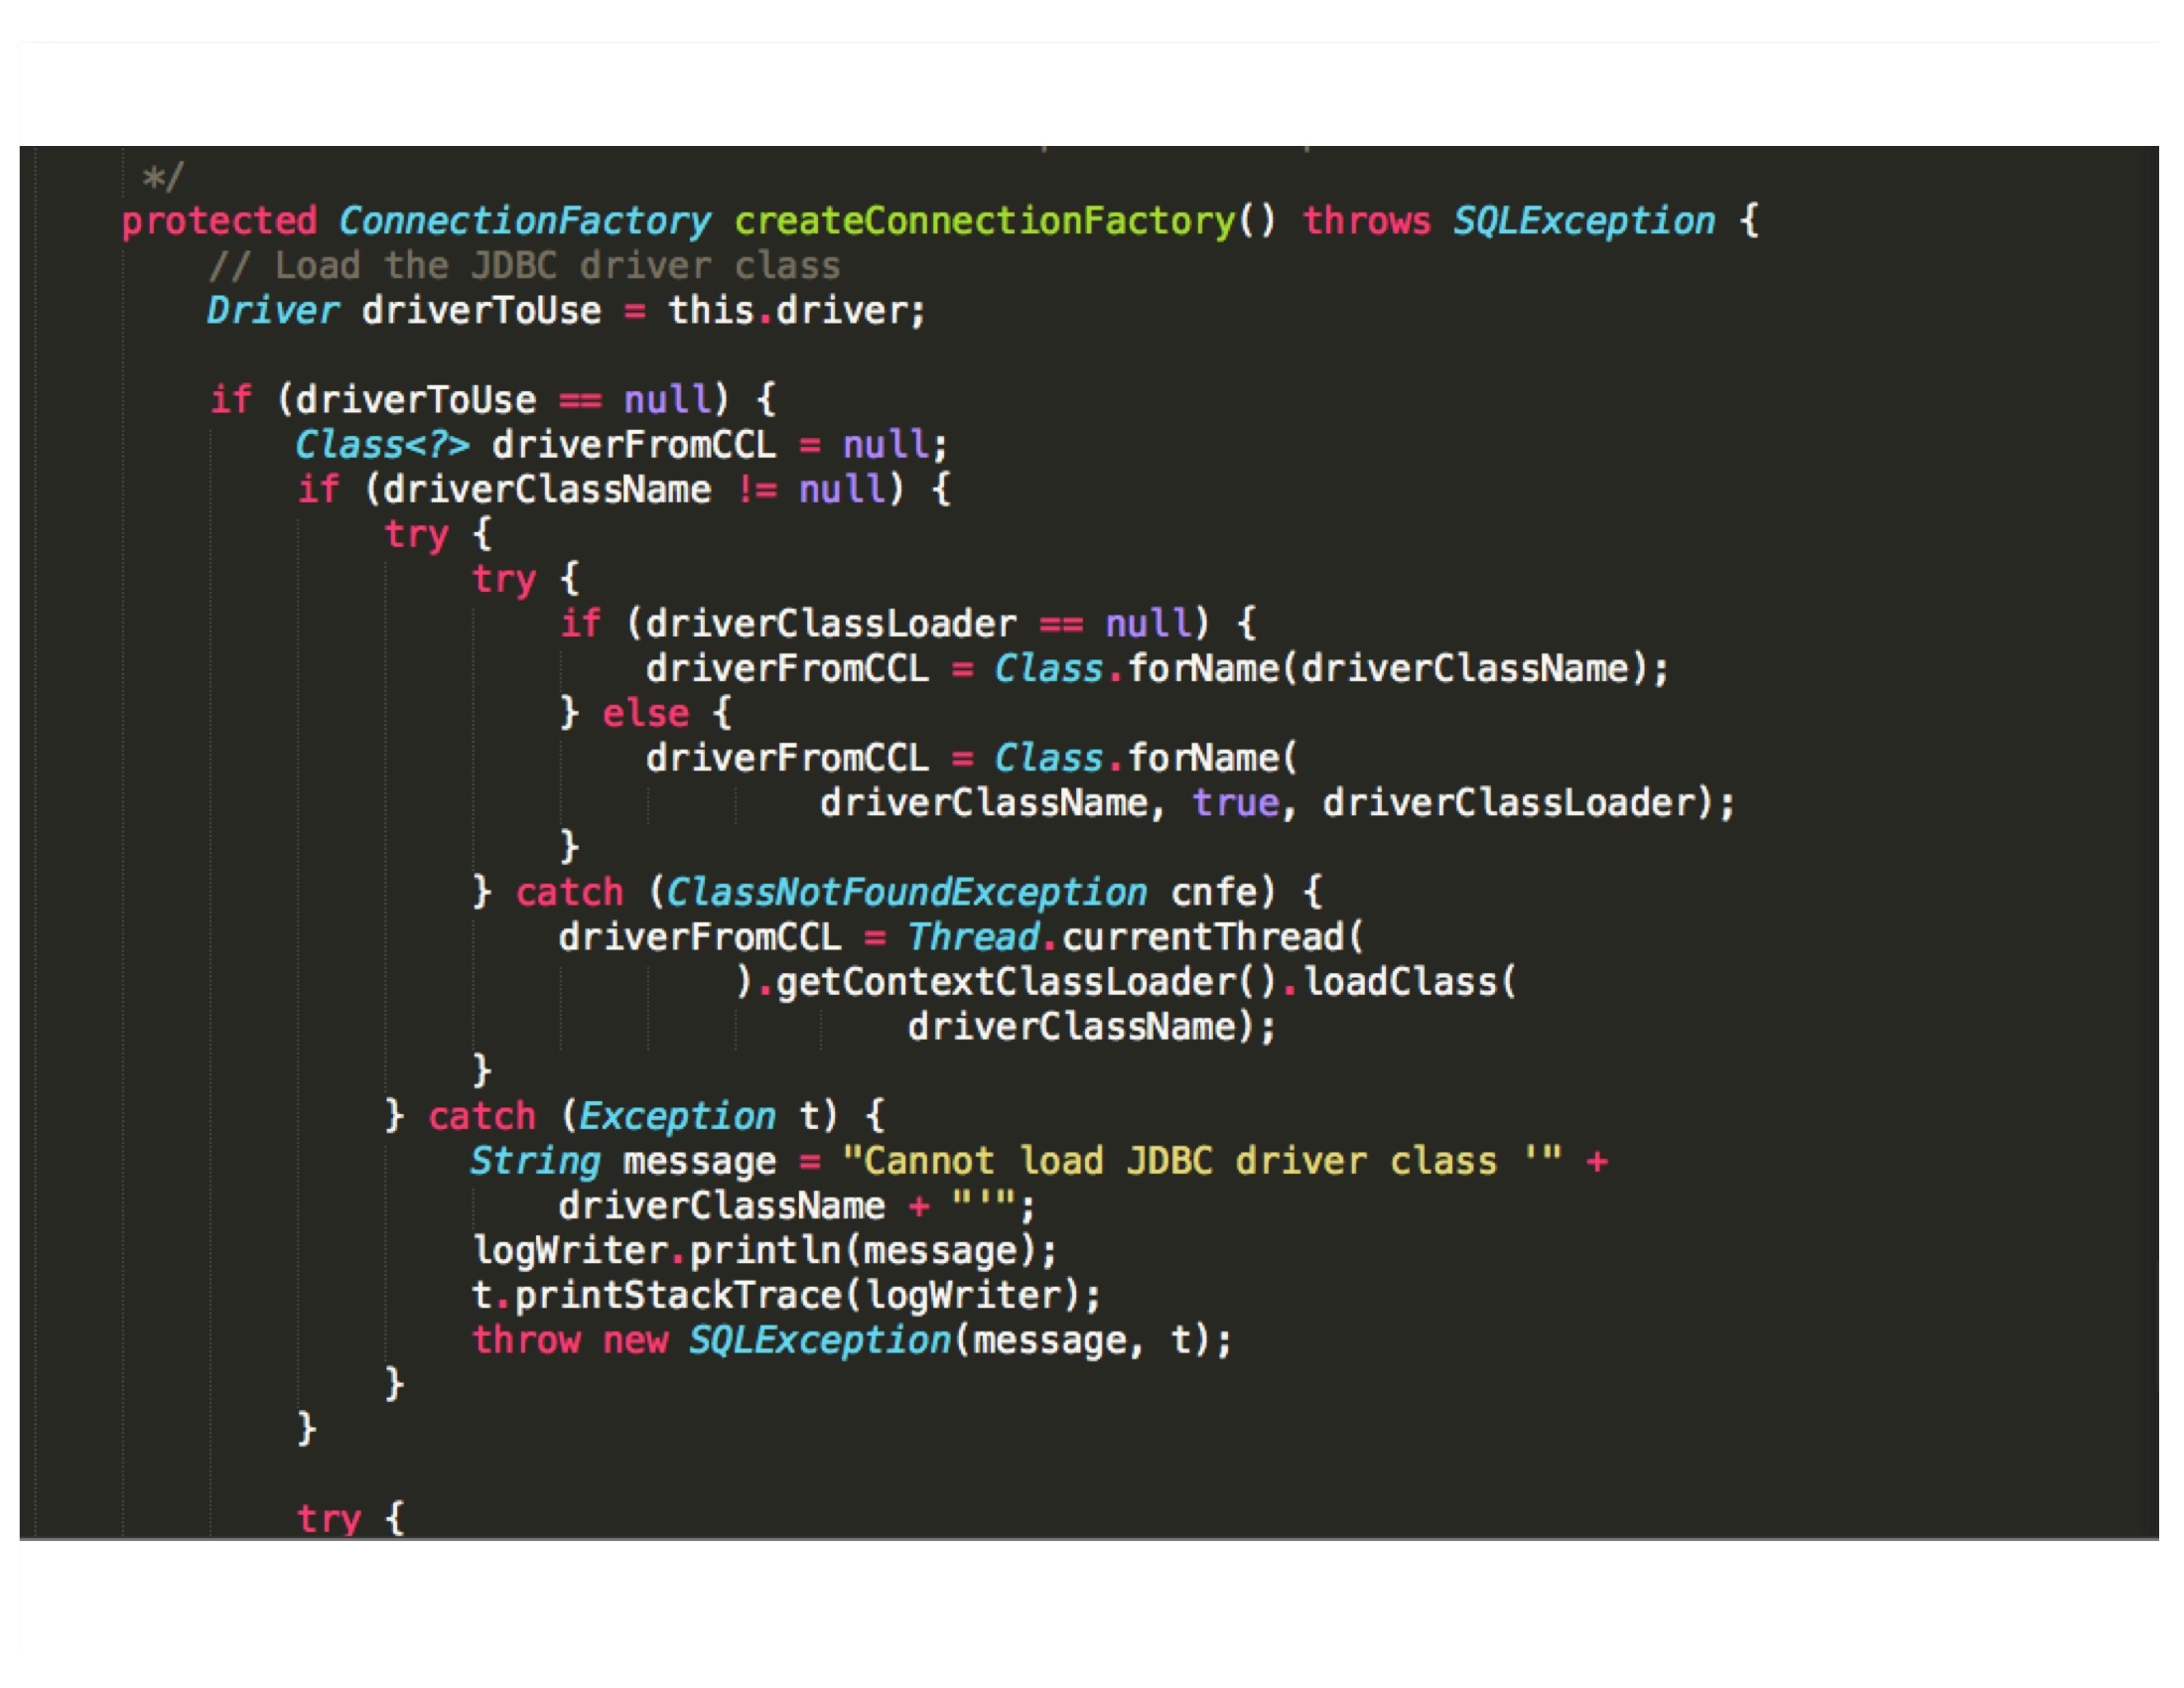 */
protected ConnectionFactory createConnectionFactory() throws SQLException {
// Load the JDBC driver class
Driver driverToUse = this.driver;
if (driverToUse == null) {
Class<?> driverFromCCL = null;
if (driverClassName != null) {
try {
try {
if (driverClassLoader == null) {
driverFromCCL = Class.forName(driverClassName);
} else {
driverFromCCL = Class.forName(
driverClassName, true, driverClassLoader);
}
} catch (ClassNotFoundException cnfe) {
driverFromCCL = Thread.currentThread(
).getContextClassLoader().loadClass(
driverClassName);
}
} catch (Exception t) {
String message = "Cannot load JDBC driver class '" +
driverClassName + "'";
logWriter.println(message);
t.printStackTrace(logWriter);
throw new SQLException(message, t);
}
}
try {